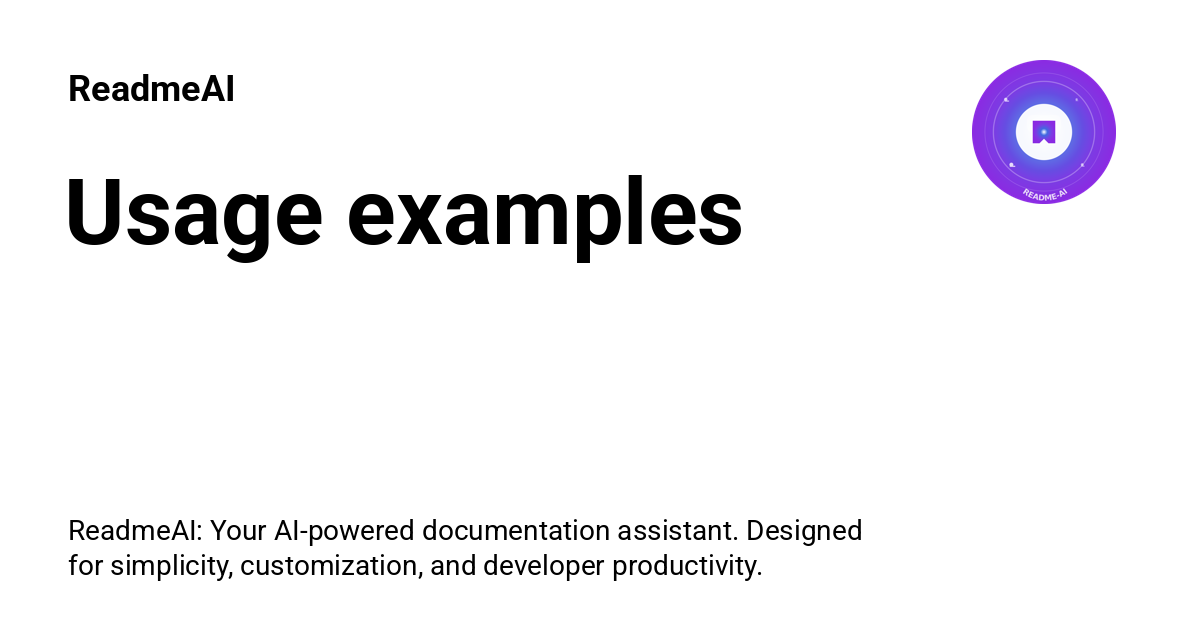 ReadmeAI
README-AI
Usage examples
ReadmeAI: Your AI-powered documentation assistant. Designed
for simplicity, customization, and developer productivity.